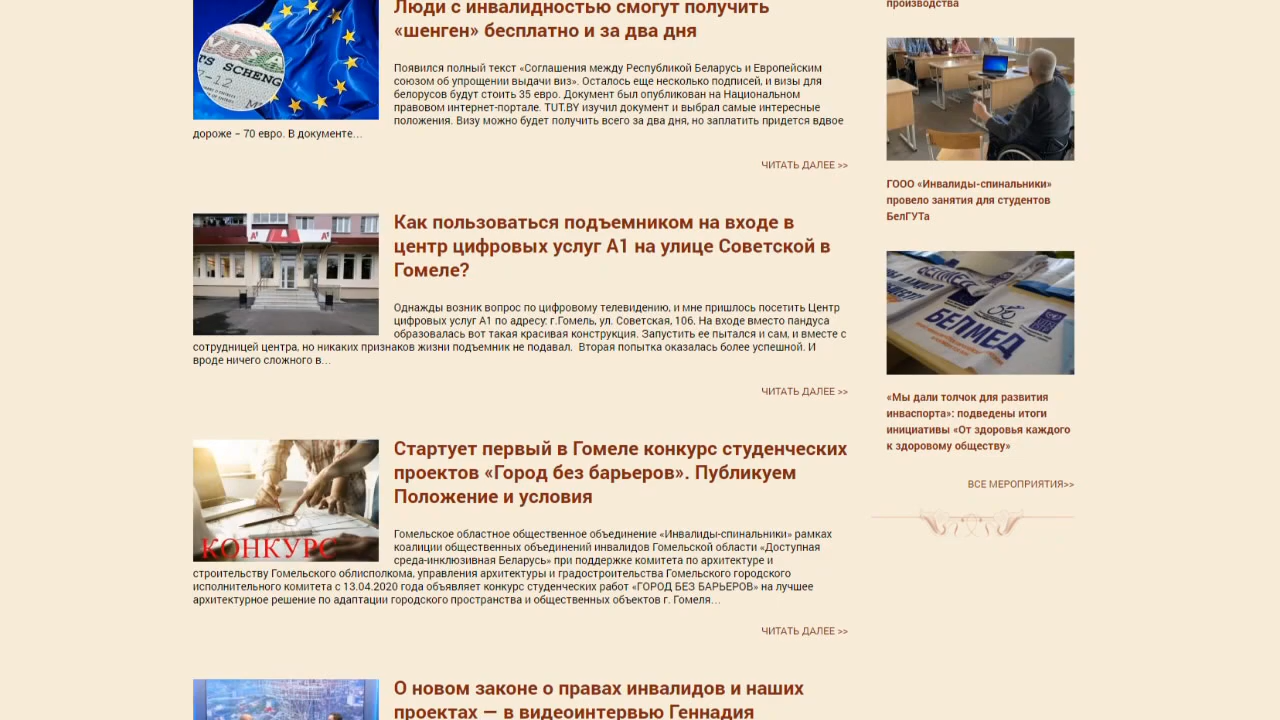 Люди с инвалидностью смогут получить
«шенген» бесплатно и за два дня
Появился полный текст «Соглашения между Республикой Беларусь и Европейским
союзом об упрощении выдачи виз». Осталось еще несколько подписей, и визы для
белорусов будут стоить 35 евро. Документ был опубликован на Национальном
правовом интернет-портале. TUT.BY изучил документ и выбрал самые интересные
положения. Визу можно будет получить всего за два дня, но заплатить придется вдвое
дороже – 70 евро. В документе…
ЧИТАТЬ ДАЛЕЕ >>
Как пользоваться подъемником на входе в
центр цифровых услуг А1 на улице Советской в
Гомеле?
Однажды возник вопрос по цифровому телевидению, и мне пришлось посетить Центр
цифровых услуг А1 по адресу: г.Гомель, ул. Советская, 106. На входе вместо пандуса
образовалась вот такая красивая конструкция. Запустить ее пытался и сам, и вместе с
сотрудницей центра, но никаких признаков жизни подъемник не подавал.  Вторая попытка оказалась более успешной. И
вроде ничего сложного в…
ЧИТАТЬ ДАЛЕЕ >>
КОНКУРС
Стартует первый в Гомеле конкурс студенческих
проектов «Город без барьеров». Публикуем
Положение и условия
Гомельское областное общественное объединение «Инвалиды-спинальники» рамках
коалиции общественных объединений инвалидов Гомельской области «Доступная
среда-инклюзивная Беларусь» при поддержке комитета по архитектуре и
строительству Гомельского облисполкома, управления архитектуры и градостроительства Гомельского городского
исполнительного комитета с 13.04.2020 года объявляет конкурс студенческих работ «ГОРОД БЕЗ БАРЬЕРОВ» на лучшее
архитектурное решение по адаптации городского пространства и общественных объектов г. Гомеля…
ЧИТАТЬ ДАЛЕЕ >>
О новом законе о правах инвалидов и наших
проектах — в видеоинтервью Геннадия
производства
ГООО «Инвалиды-спинальники»
провело занятия для студентов
БелГУТа
БЕЛМЕД
«Мы дали толчок для развития
инваспорта»: подведены итоги
инициативы «От здоровья каждого
к здоровому обществу»
ВСЕ МЕРОПРИЯТИЯ>>